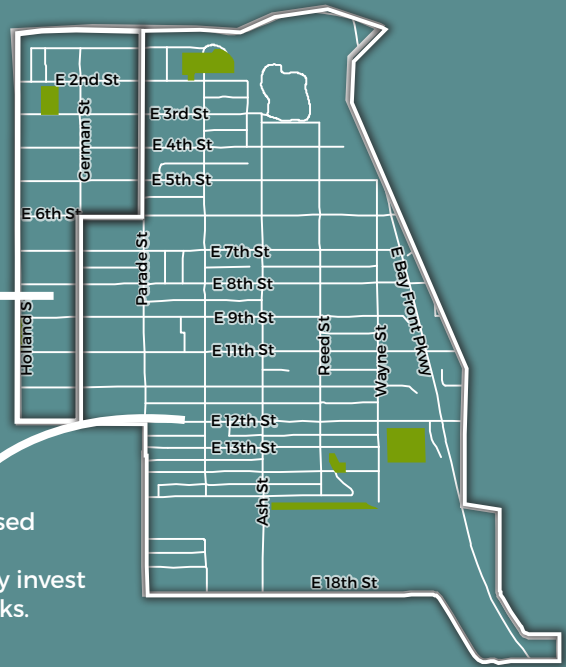 E 2nd St
German St
E 3rd St
E 4th St
E 5th St
E 6th St
Parade St
E 7th St
E 8th St
E Bay Front Pkwy
Holland S
E 9th St
Reed St
Wayne St
E 11th St
E 12th St
E 13th St
Ash St
sed
y invest
ks.
E 18th St